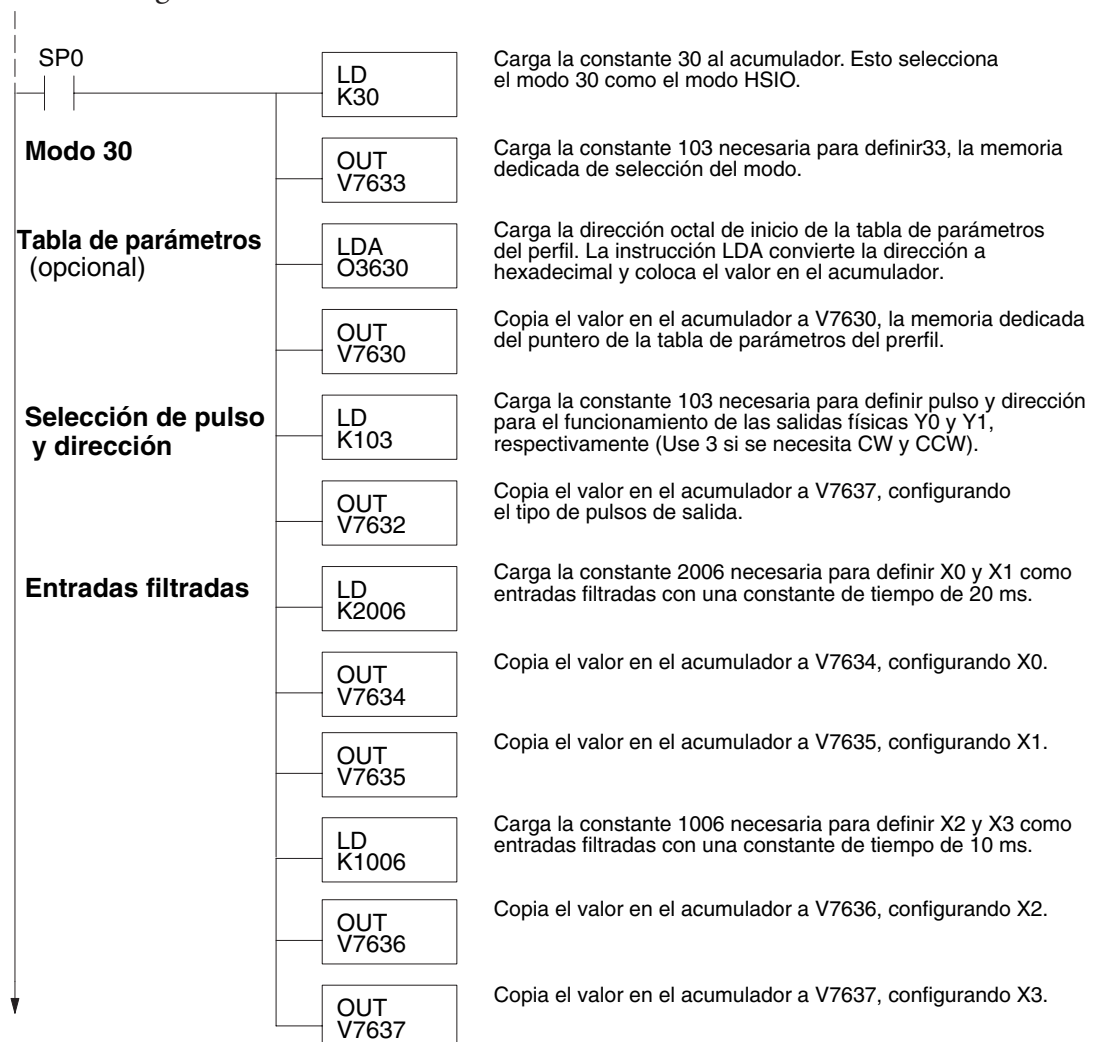 SP0
LD
K30
Carga la constante 30 al acumulador. Esto selecciona
el modo 30 como el modo HSIO.
Modo 30
OUT
V7633
Carga la constante 103 necesaria para definir33, la memoria
dedicada de selección del modo.
Tabla de parámetros
(opcional)
LDA
O3630
Carga la dirección octal de inicio de la tabla de parámetros
del perfil. La instrucción LDA convierte la dirección a
hexadecimal y coloca el valor en el acumulador.
OUT
V7630
Copia el valor en el acumulador a V7630, la memoria dedicada
del puntero de la tabla de parámetros del prerfil.
Selección de pulso
y dirección
LD
K103
Carga la constante 103 necesaria para definir pulso y dirección
para el funcionamiento de las salidas físicas Y0 y Y1,
respectivamente (Use 3 si se necesita CW y CCW).
OUT
V7632
Copia el valor en el acumulador a V7637, configurando
el tipo de pulsos de salida.
Entradas filtradas
LD
K2006
Carga la constante 2006 necesaria para definir X0 y X1 como
entradas filtradas con una constante de tiempo de 20 ms.
OUT
V7634
Copia el valor en el acumulador a V7634, configurando X0.
OUT
V7635
Copia el valor en el acumulador a V7635, configurando X1.
LD
K1006
Carga la constante 1006 necesaria para definir X2 y X3 como
entradas filtradas con una constante de tiempo de 10 ms.
OUT
V7636
Copia el valor en el acumulador a V7636, configurando X2.
OUT
V7637
Copia el valor en el acumulador a V7637, configurando X3.